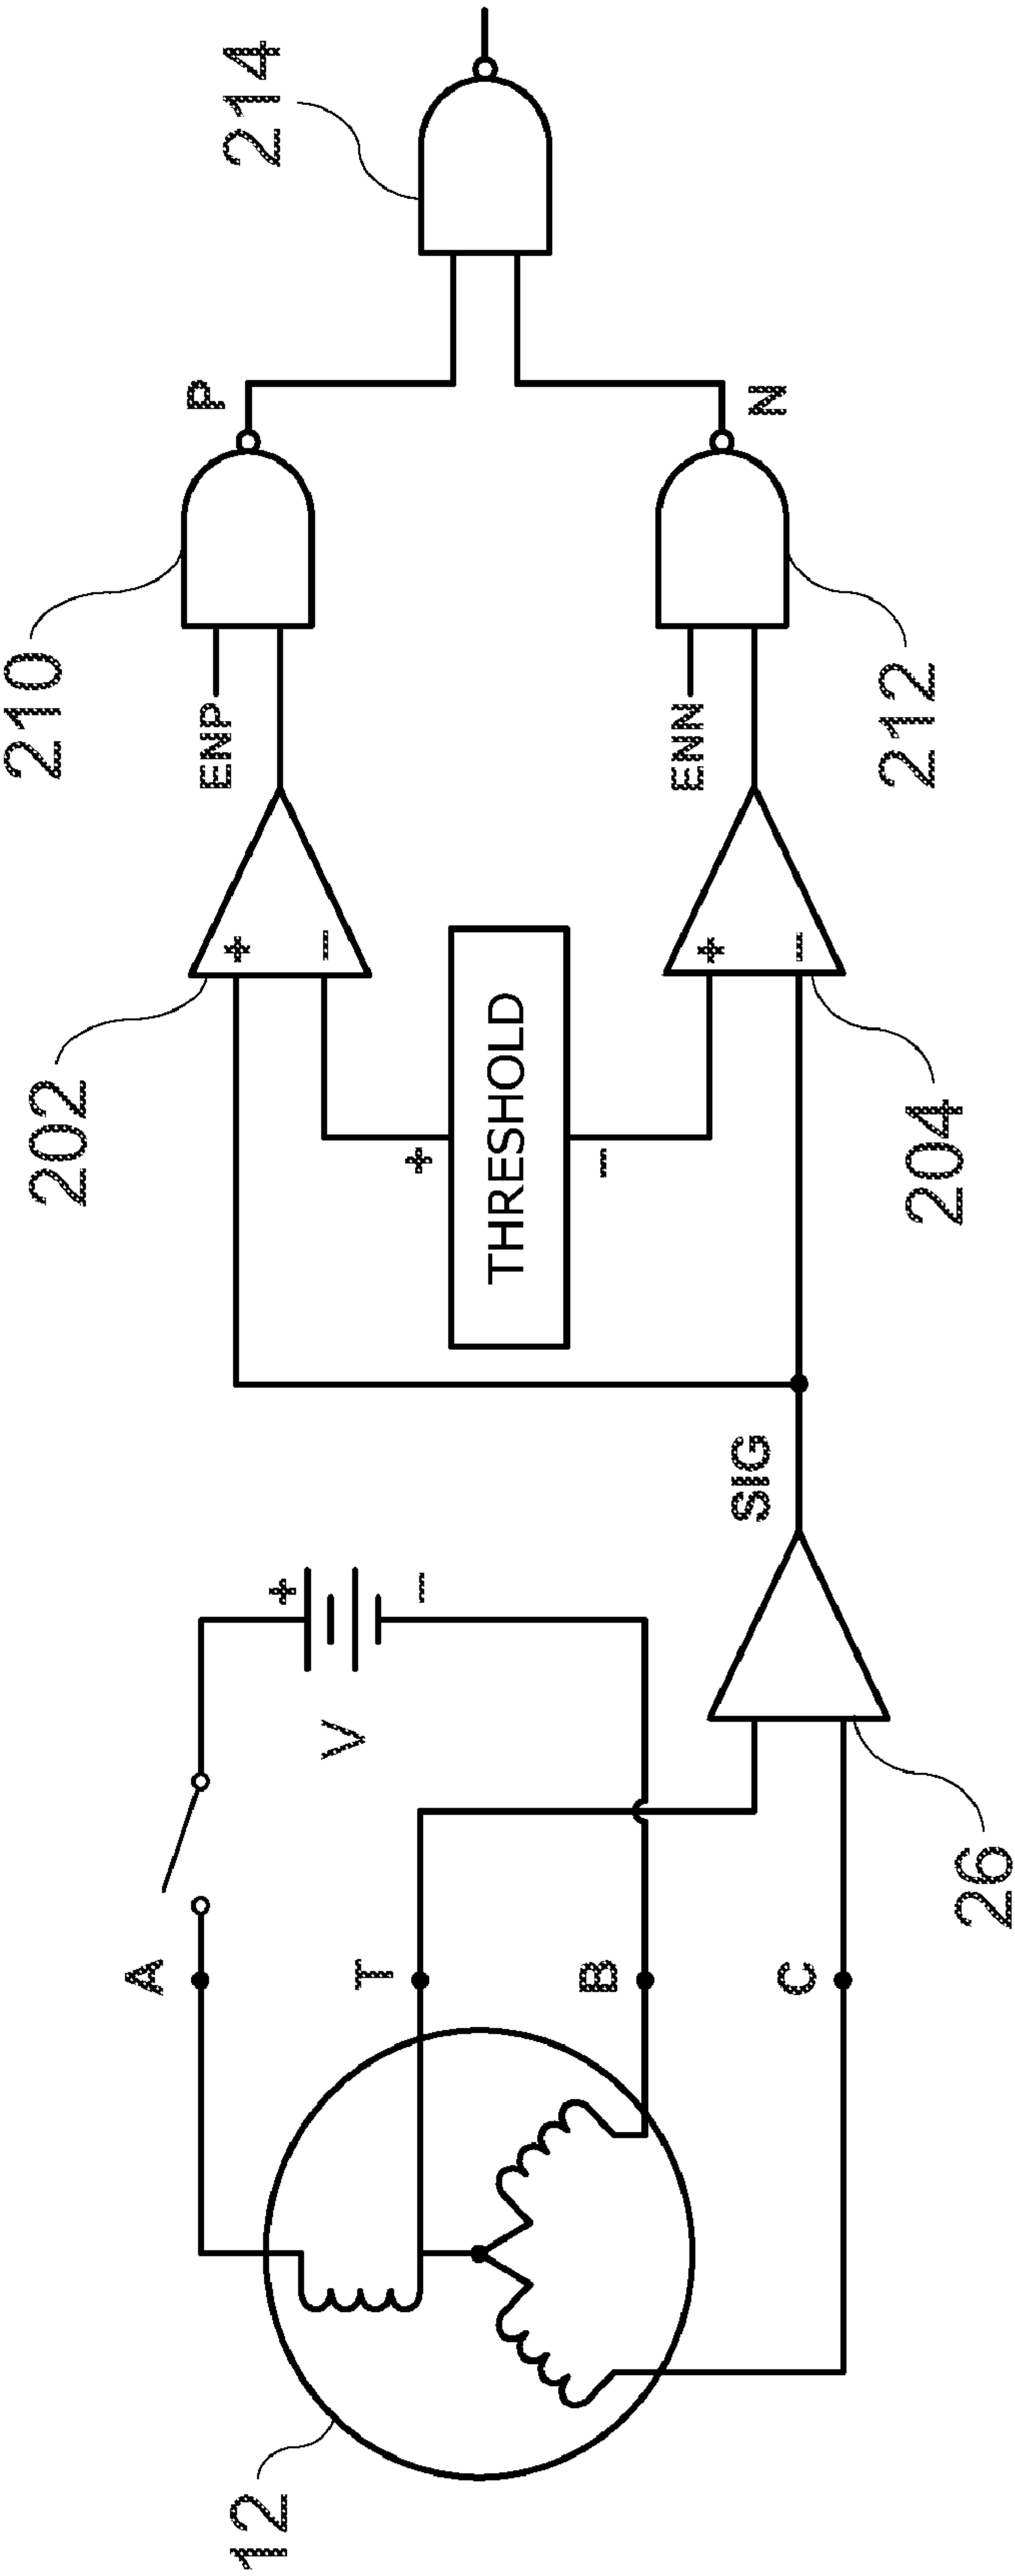 12
A
T
B
C
V
+
−
26
SIG
THRESHOLD
+
−
202
+
−
204
+
−
ENP
ENN
210
212
P
N
214